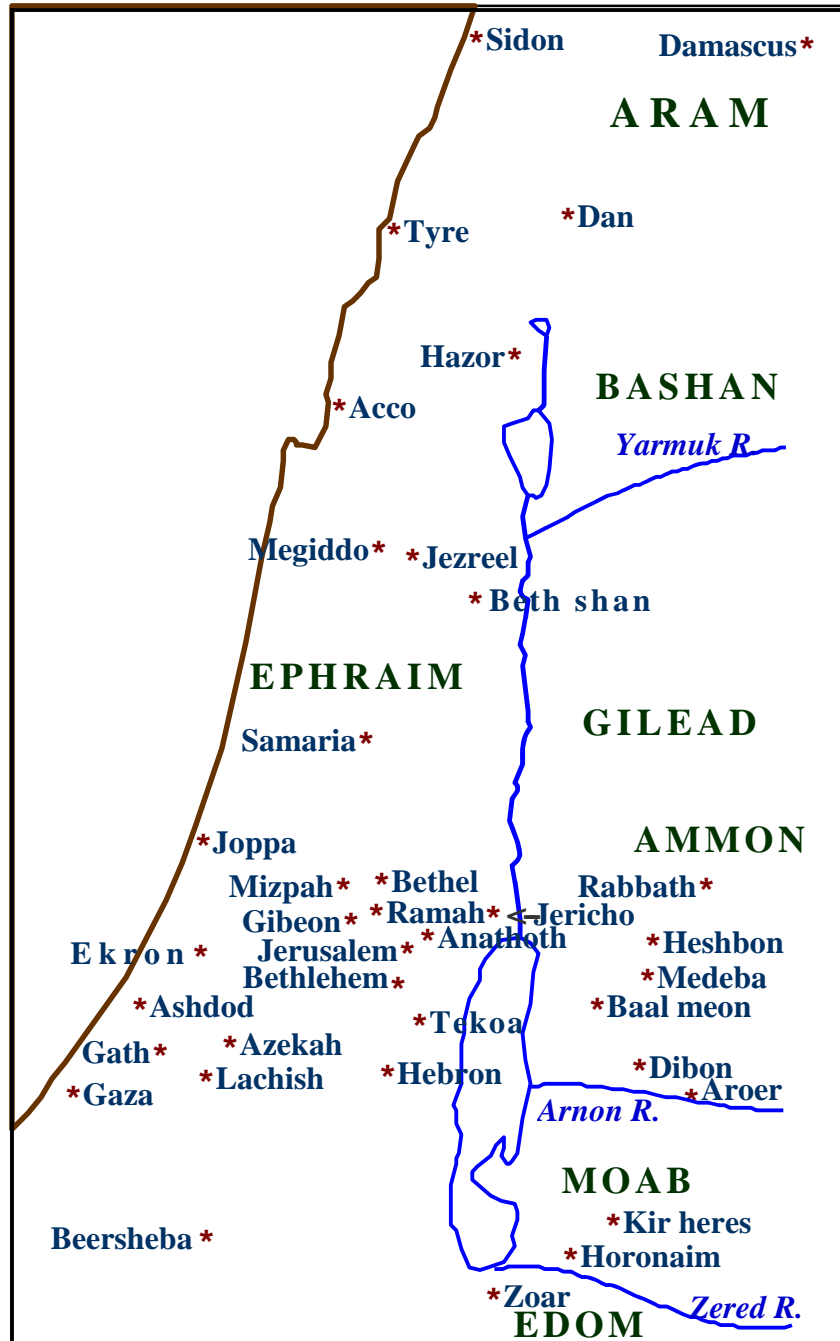 *Sidon
Damascus*
ARAM
*Dan
*Tyre
Hazor*
BASHAN
*Acco
Yarmuk R.
Megiddo*
*Jezreel
*Beth shan
EPHRAIM
GILEAD
Samaria*
*Joppa
AMMON
Mizpah*
*Bethel
Rabbath*
Gibeon*
*Ramah
*<–Jericho
*Anathoth
*Heshbon
Ekron*
Jerusalem*
Bethlehem*
*Medeba
*Ashdod
*Baal meon
*Tekoa
*Azekah
Gath*
*Lachish
*Hebron
*Dibon
*Gaza
*Aroer
Arnon R.
MOAB
*Kir heres
Beersheba*
*Horonaim
*Zoar
Zered R.
EDOM